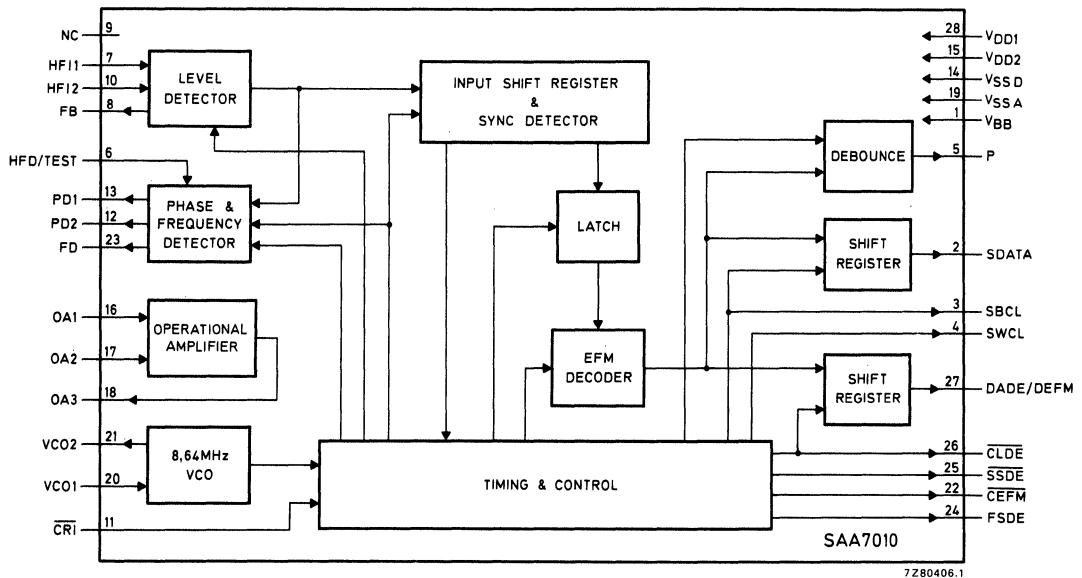 NC 9
HFI1 7
HFI2 10
FB 8
HFD/TEST 6
PD1 13
PD2 12
FD 23
OA1 16
OA2 17
OA3 18
VCO2 21
VCO1 20
CRI 11
LEVEL
DETECTOR
PHASE &
FREQUENCY
DETECTOR
OPERATIONAL
AMPLIFIER
8,64MHz
VCO
INPUT SHIFT REGISTER
&
SYNC DETECTOR
LATCH
EFM
DECODER
TIMING & CONTROL
DEBOUNCE
SHIFT
REGISTER
SHIFT
REGISTER
28 VDD1
15 VDD2
14 VSSD
19 VSSA
1 VBB
5 P
2 SDATA
3 SBCL
4 SWCL
27 DADE/DEFM
26 CLDE
25 SSDE
22 CEFM
24 FSDE
SAA7010
7Z80406.1